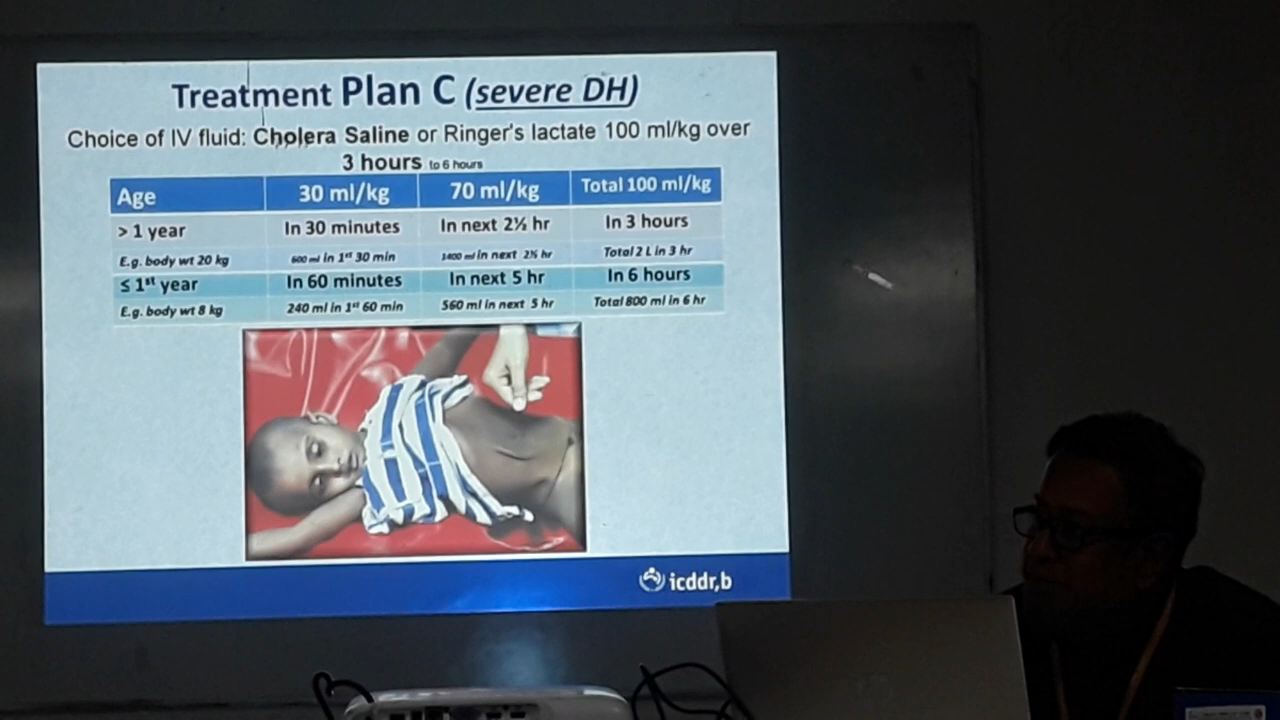 Treatment Plan C (severe DH)
Choice of IV fluid: Cholera Saline or Ringer's lactate 100 ml/kg over
3 hours to 6 hours
Age 30 ml/kg 70 ml/kg Total 100 ml/kg
> 1 year In 30 minutes In next 2½ hr In 3 hours
E.g. body wt 20 kg 600 ml in 1st 30 min 1400 ml in next 2½ hr Total 2 L in 3 hr
≤ 1st year In 60 minutes In next 5 hr In 6 hours
E.g. body wt 8 kg 240 ml in 1st 60 min 560 ml in next 5 hr Total 800 ml in 6 hr
icddr,b